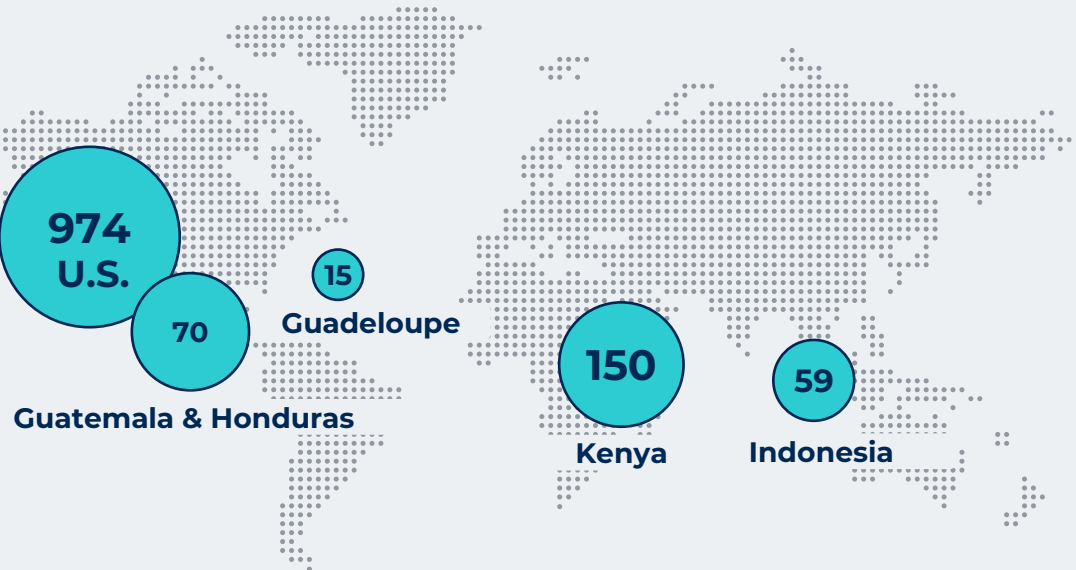 974
U.S.
70
Guatemala & Honduras
15
Guadeloupe
150
Kenya
59
Indonesia